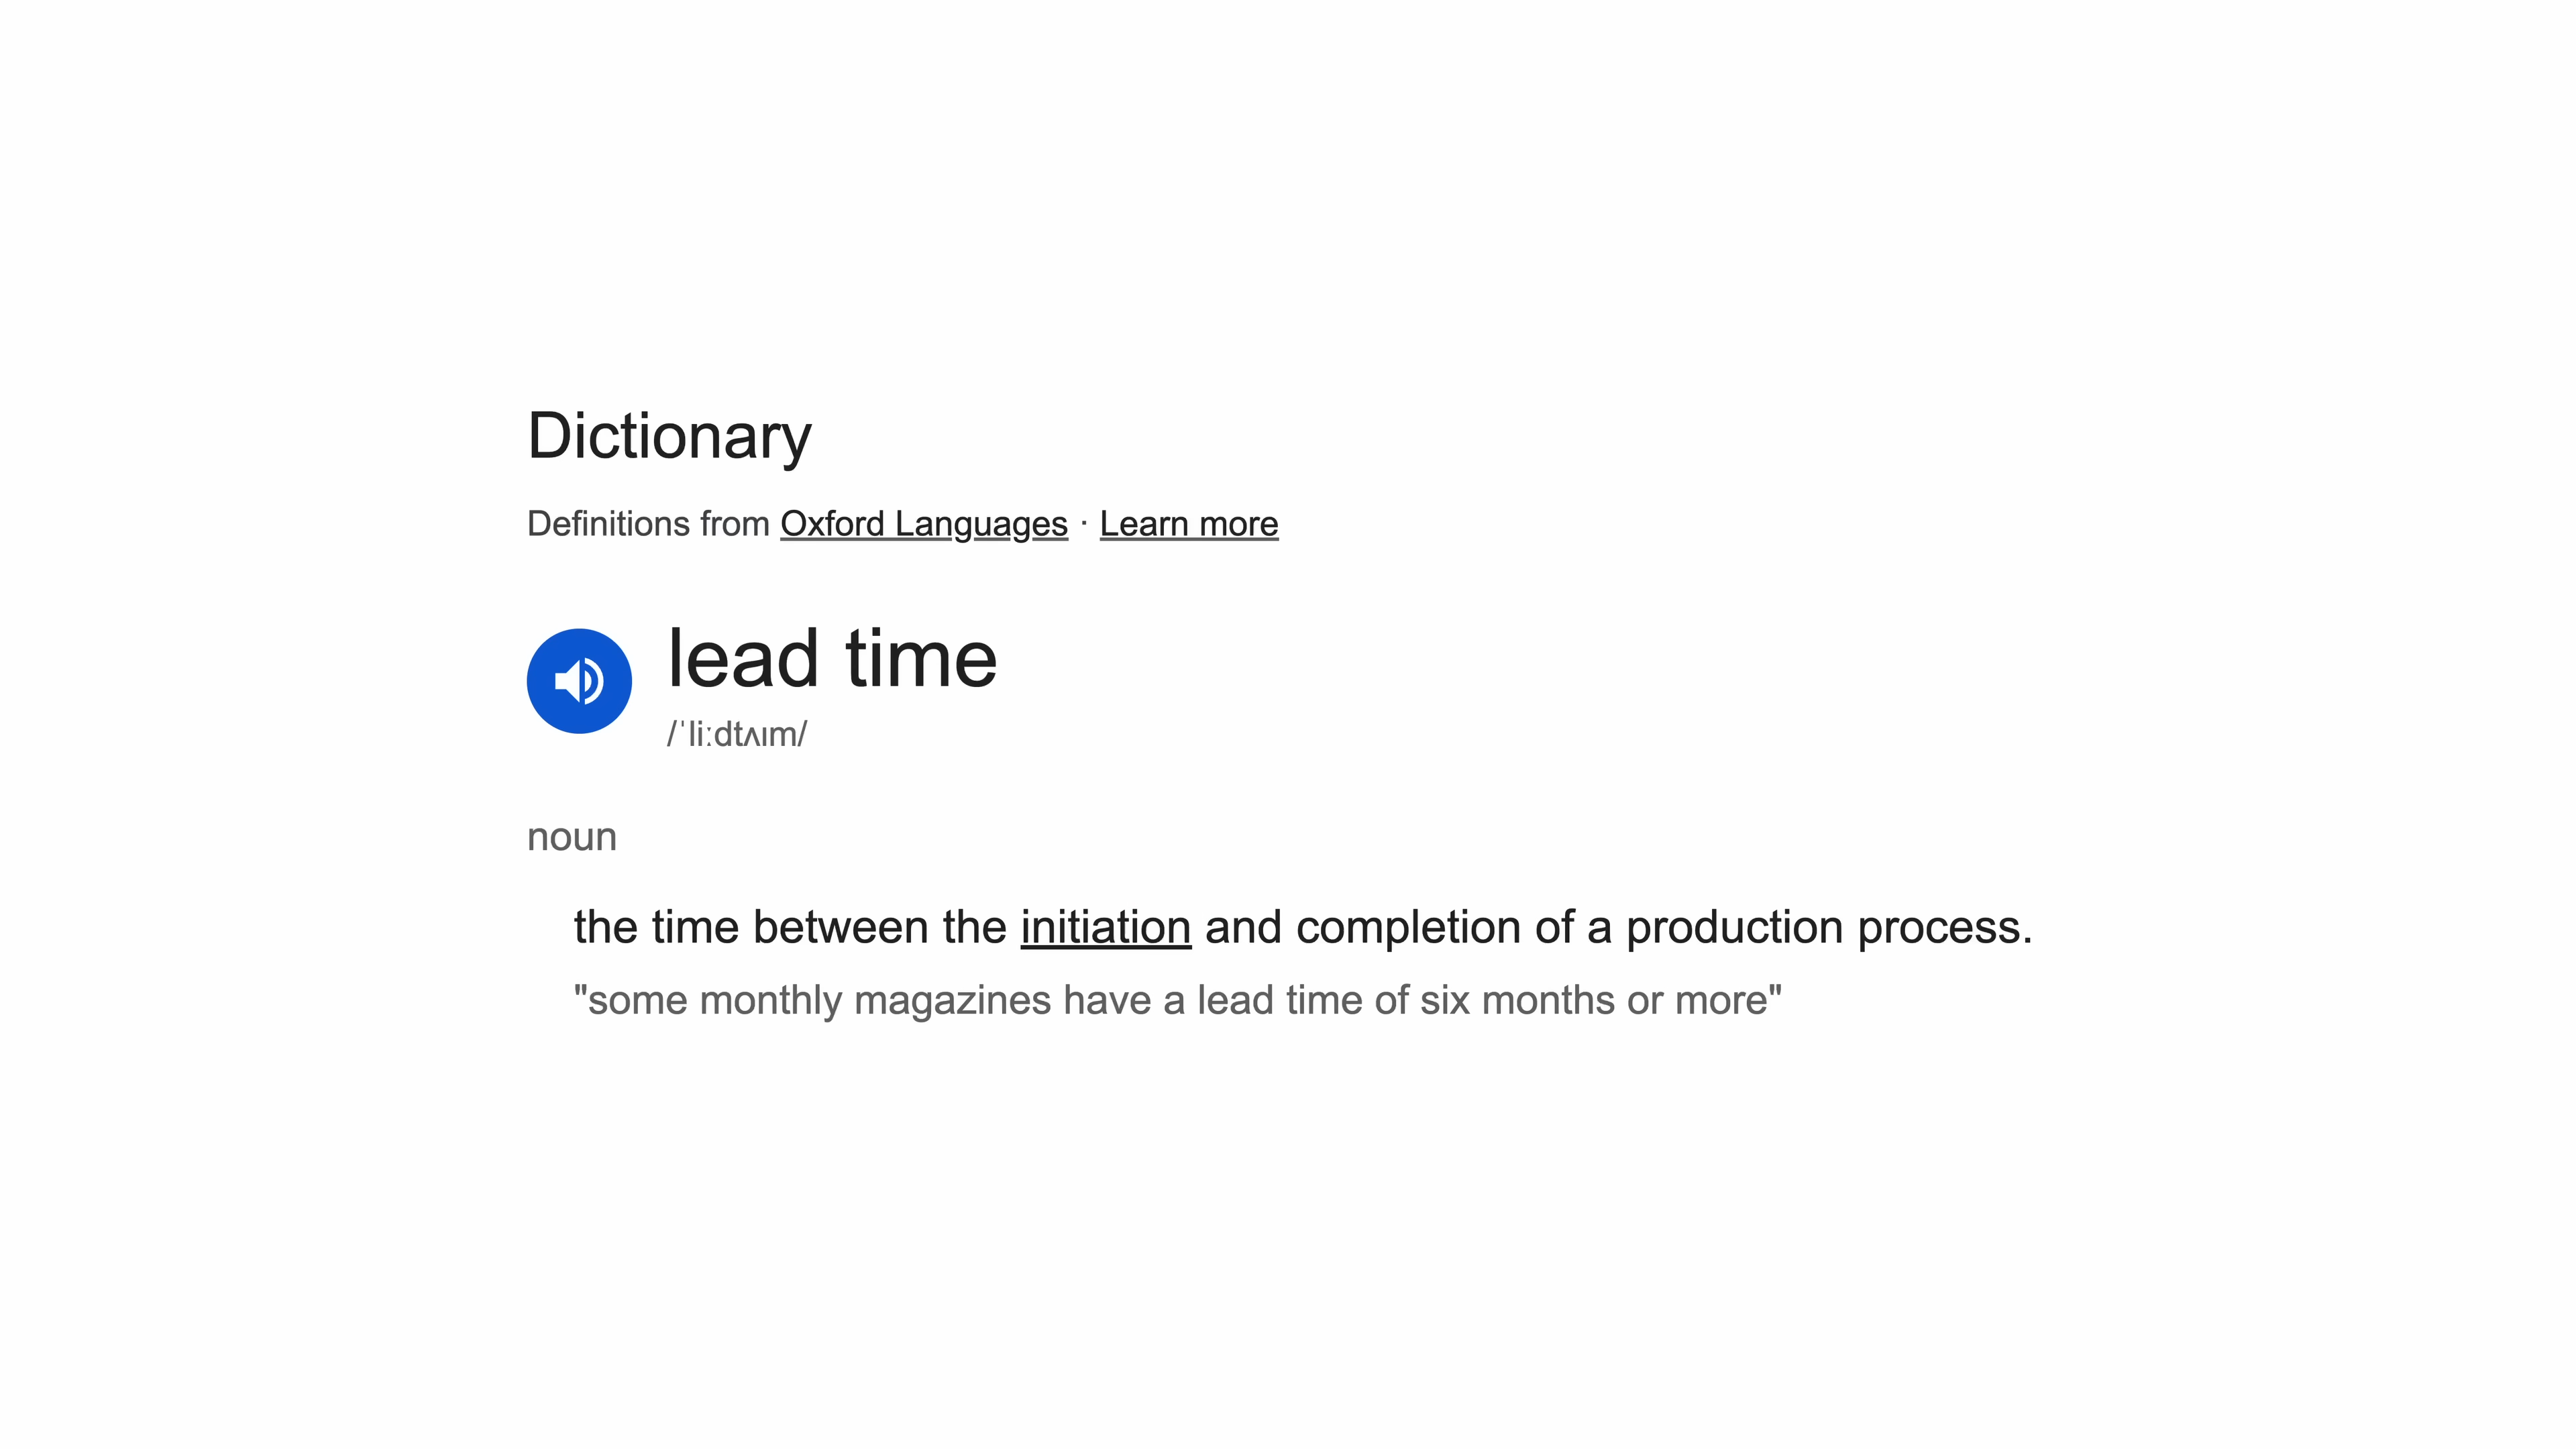 Dictionary
Definitions from Oxford Languages · Learn more
lead time
/ˈliːdtʌɪm/
noun
the time between the initiation and completion of a production process.
"some monthly magazines have a lead time of six months or more"